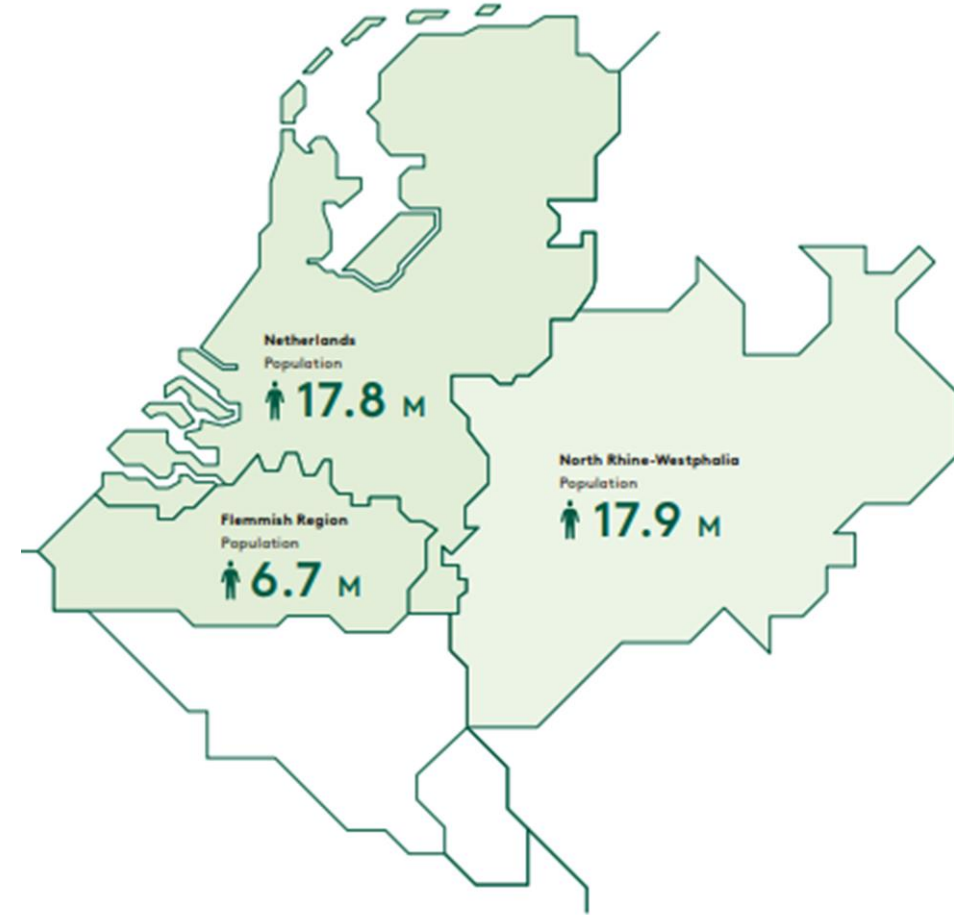 Netherlands
Population
17.8 M
North Rhine-Westphalia
Population
17.9 M
Flemmish Region
Population
6.7 M